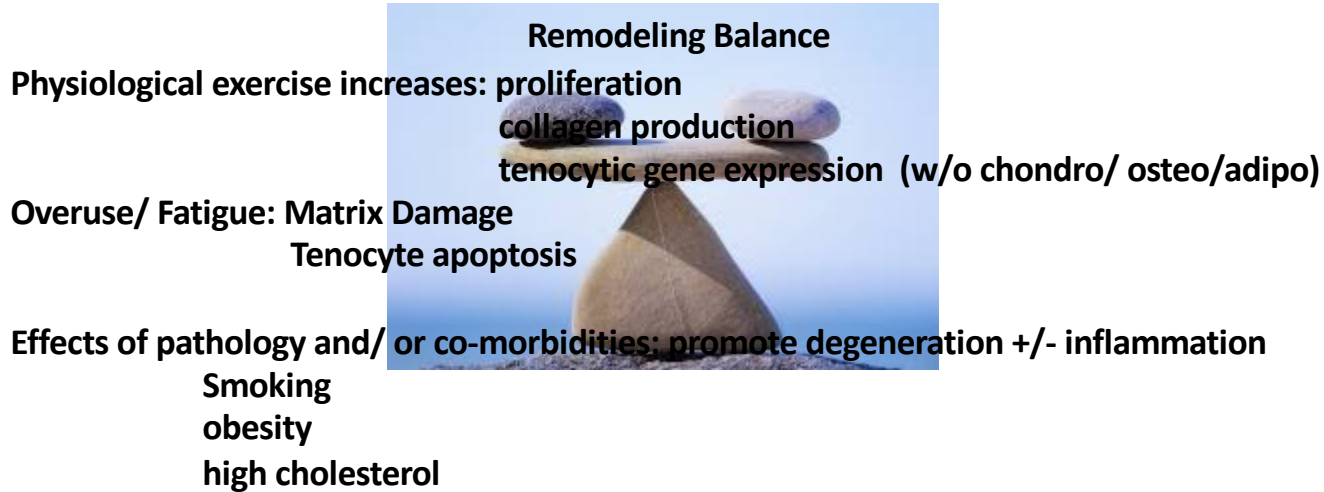 Remodeling Balance
Physiological exercise increases: proliferation
collagen production
tenocytic gene expression (w/o chondro/ osteo/adipo)
Overuse/ Fatigue: Matrix Damage
Tenocyte apoptosis
Effects of pathology and/ or co-morbidities: promote degeneration +/- inflammation
Smoking
obesity
high cholesterol